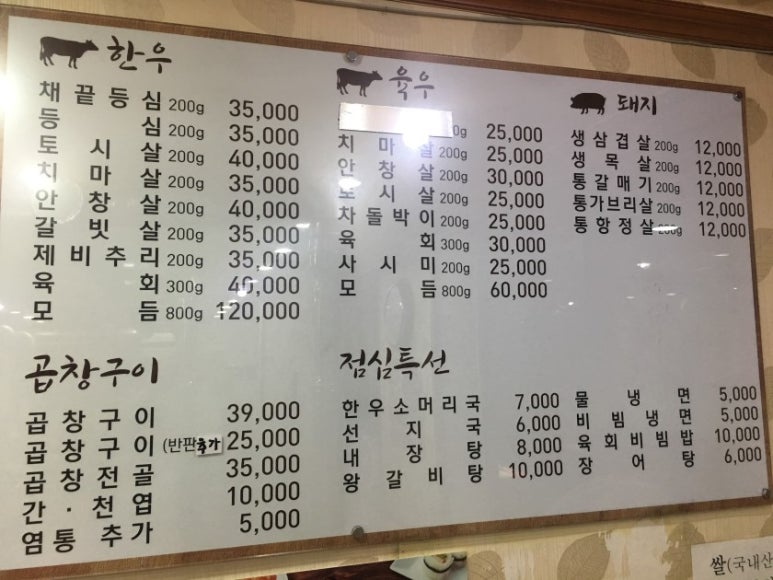 한우
채끝등심 200g 35,000
등심 200g 35,000
토시살 200g 40,000
치마살 200g 35,000
안창살 200g 40,000
갈빗살 200g 35,000
제비추리 200g 35,000
육회 300g 40,000
모듬 800g 120,000
육우
25,000
치마살 200g 25,000
안창살 200g 30,000
토시살 200g 25,000
차돌박이 200g 25,000
육회 300g 30,000
사시미 200g 25,000
모듬 800g 60,000
돼지
생삼겹살 200g 12,000
생목살 200g 12,000
통갈매기 200g 12,000
통가브리살 200g 12,000
통항정살 200g 12,000
곱창구이
곱창구이 39,000
곱창구이 (반판 추가 25,000
곱창전골 35,000
간·천엽 10,000
염통추가 5,000
점심특선
한우소머리국 7,000
선지국 6,000
내장탕 8,000
왕갈비탕 10,000
물냉면 5,000
비빔냉면 5,000
육회비빔밥 10,000
장어탕 6,000
쌀(국내산